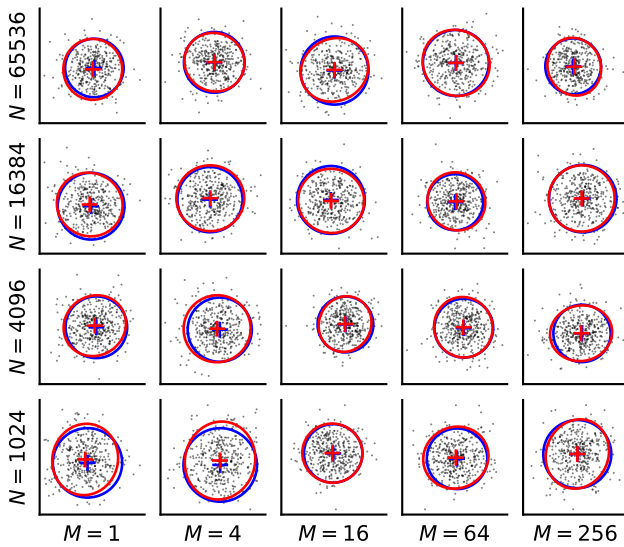 N = 65536
N = 16384
N = 4096
N = 1024
M = 1
M = 4
M = 16
M = 64
M = 256